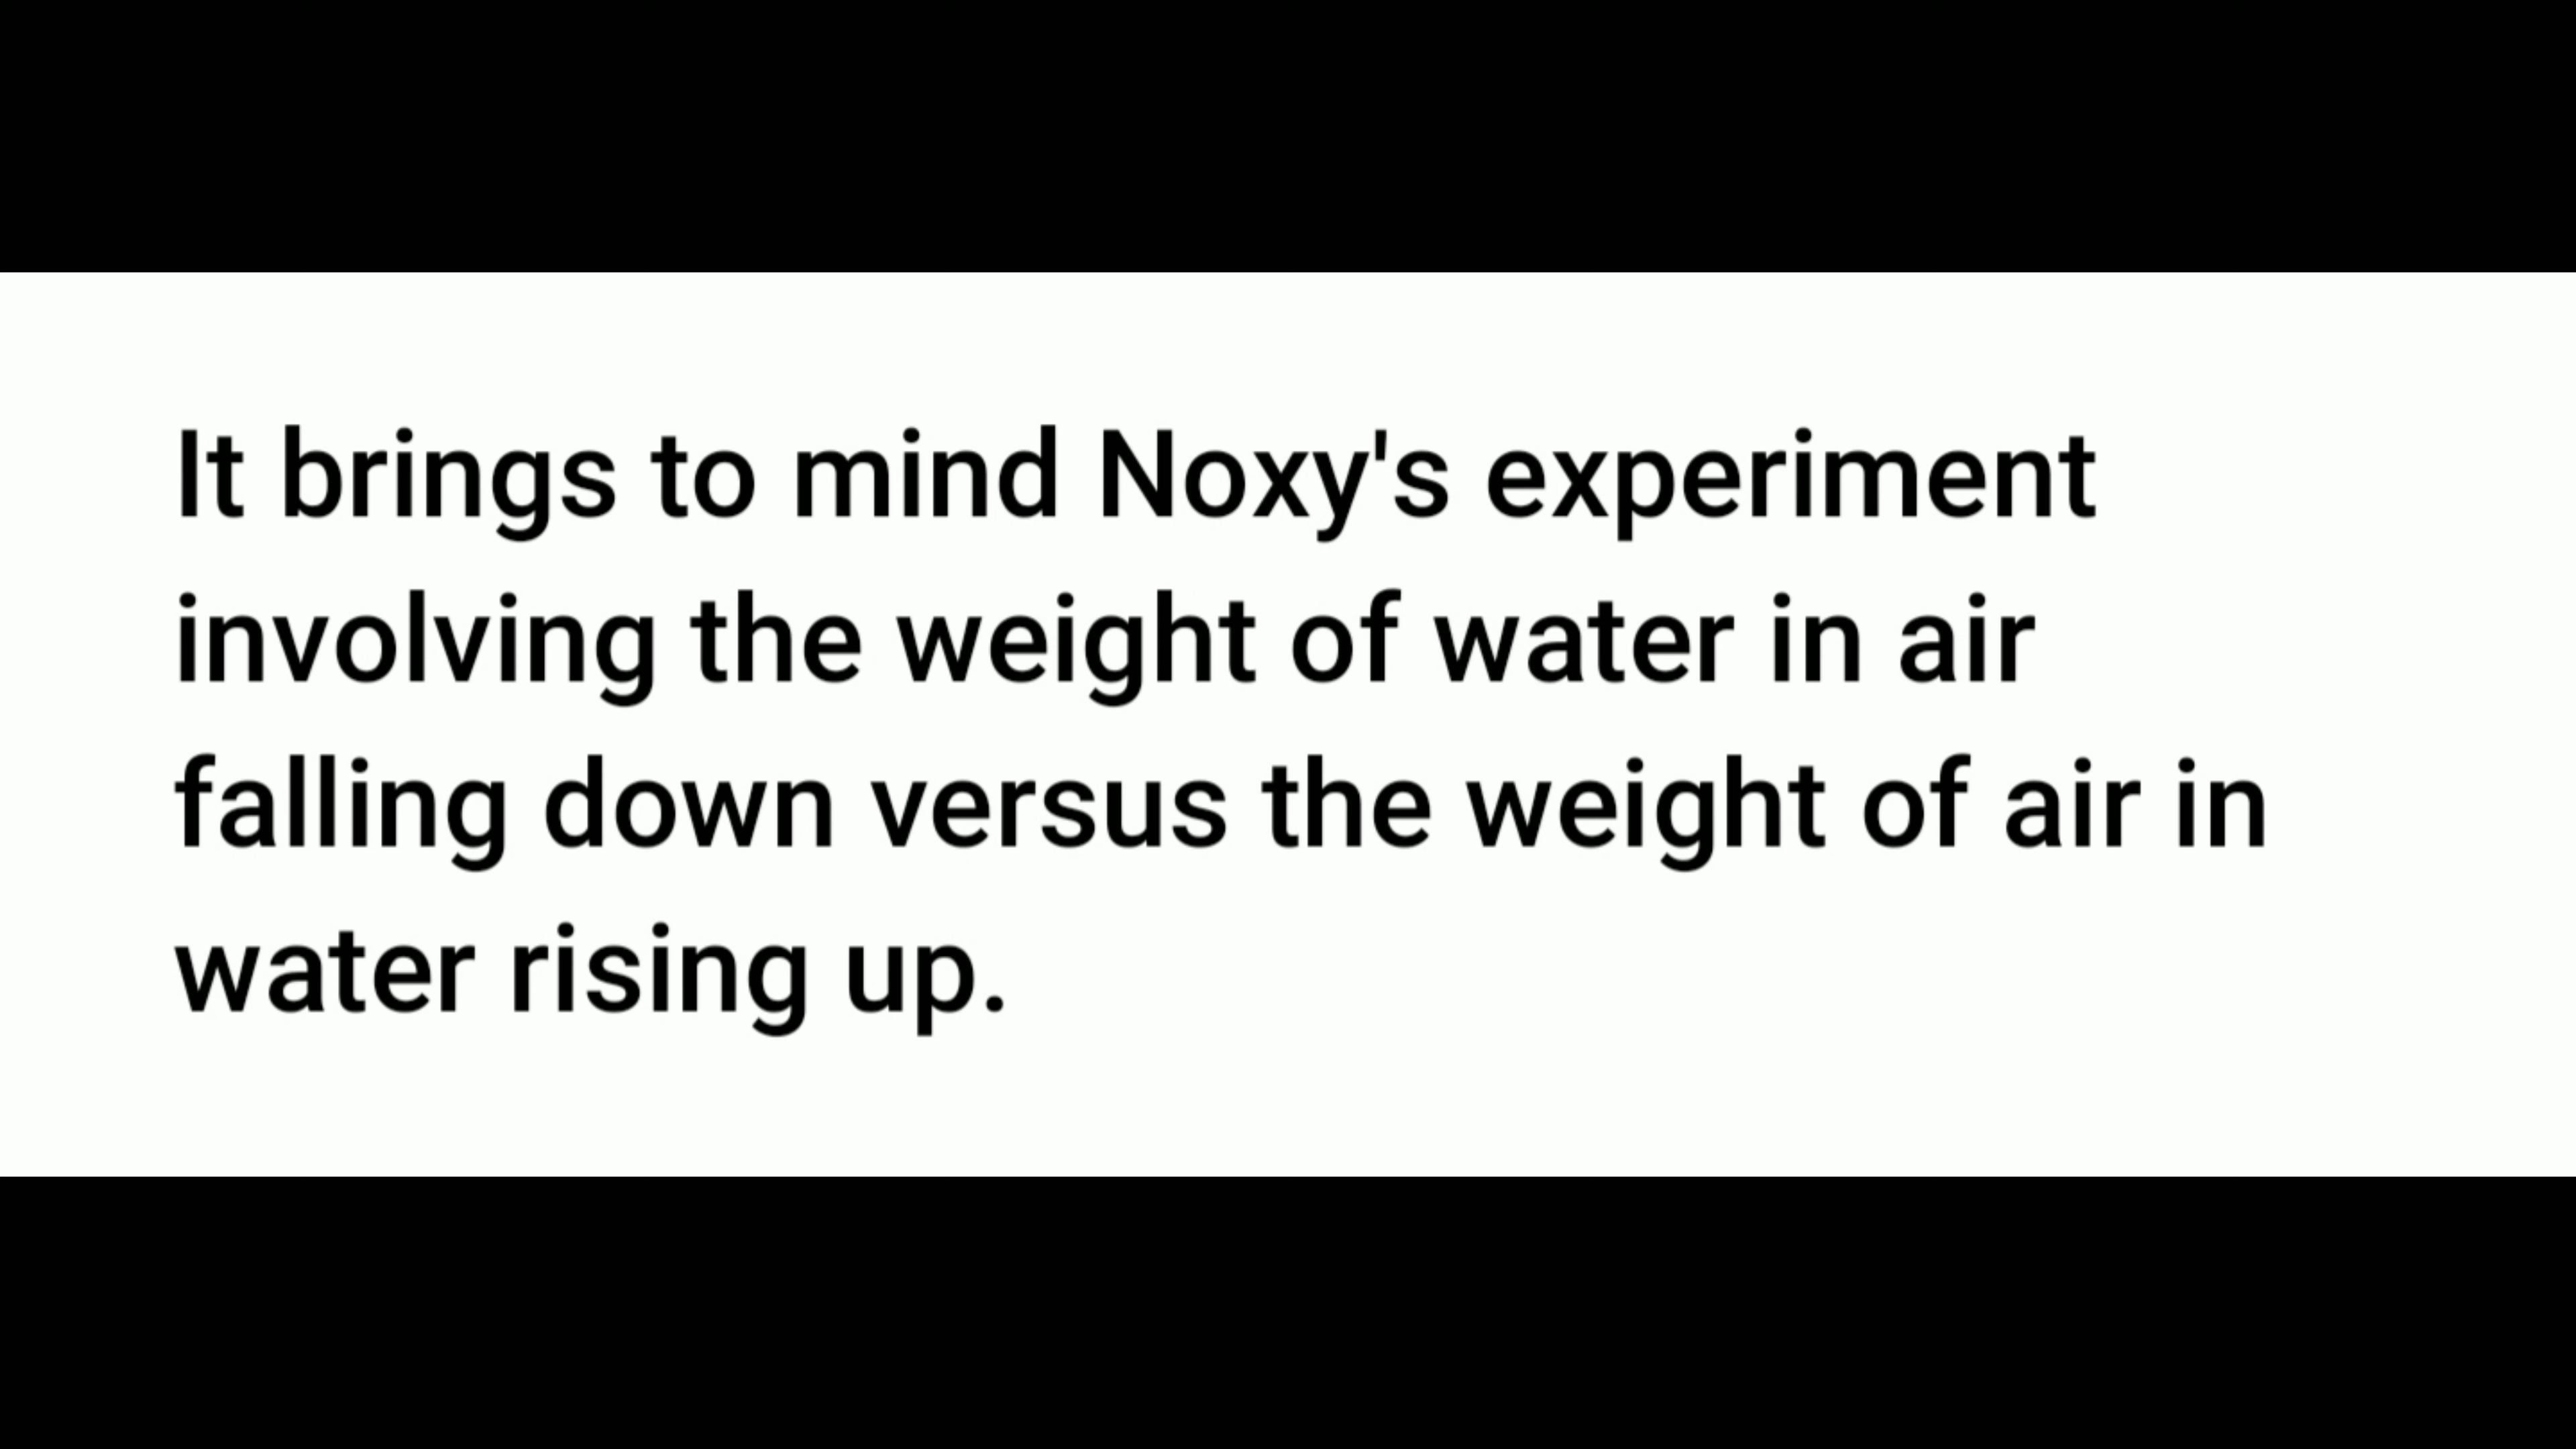 It brings to mind Noxy's experiment
involving the weight of water in air
falling down versus the weight of air in
water rising up.